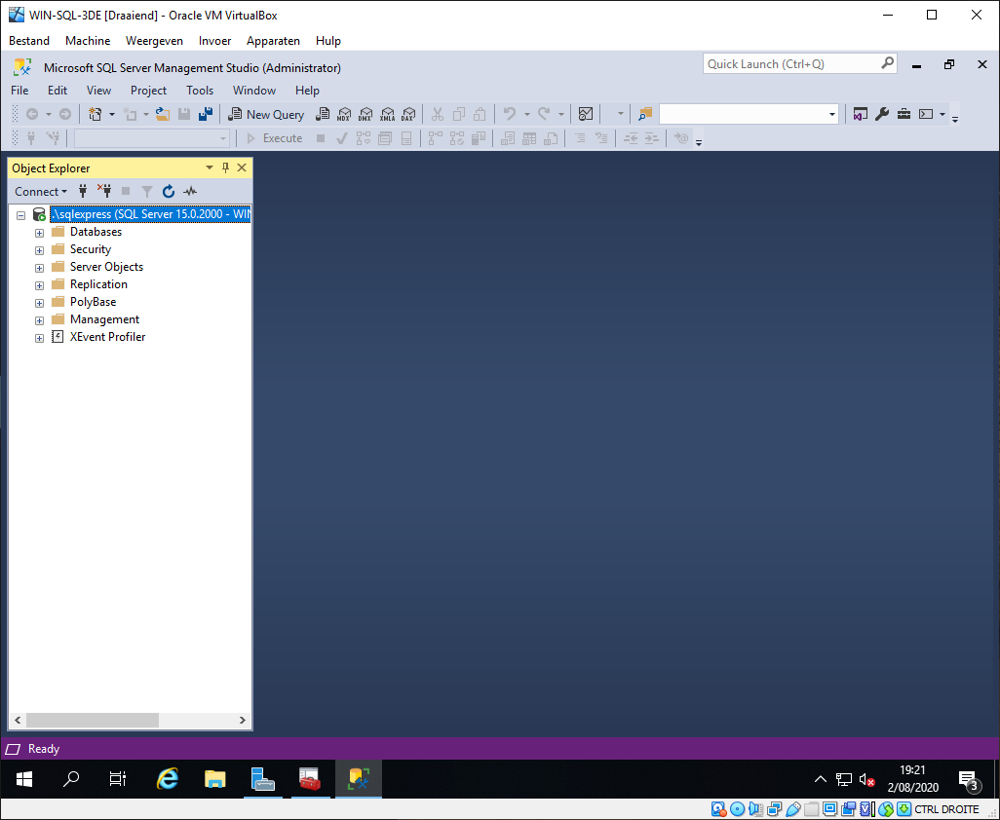 WIN-SQL-3DE [Draaiend] - Oracle VM VirtualBox
Bestand Machine Weergeven Invoer Apparaten Hulp
Microsoft SQL Server Management Studio (Administrator)
Quick Launch (Ctrl+Q)
File Edit View Project Tools Window Help
New Query MDX DMX XMLA DAX
Execute
Object Explorer
Connect
.\sqlexpress (SQL Server 15.0.2000 - WIN
Databases
Security
Server Objects
Replication
PolyBase
Management
XEvent Profiler
Ready
19:21
2/08/2020
3
CTRL DROITE